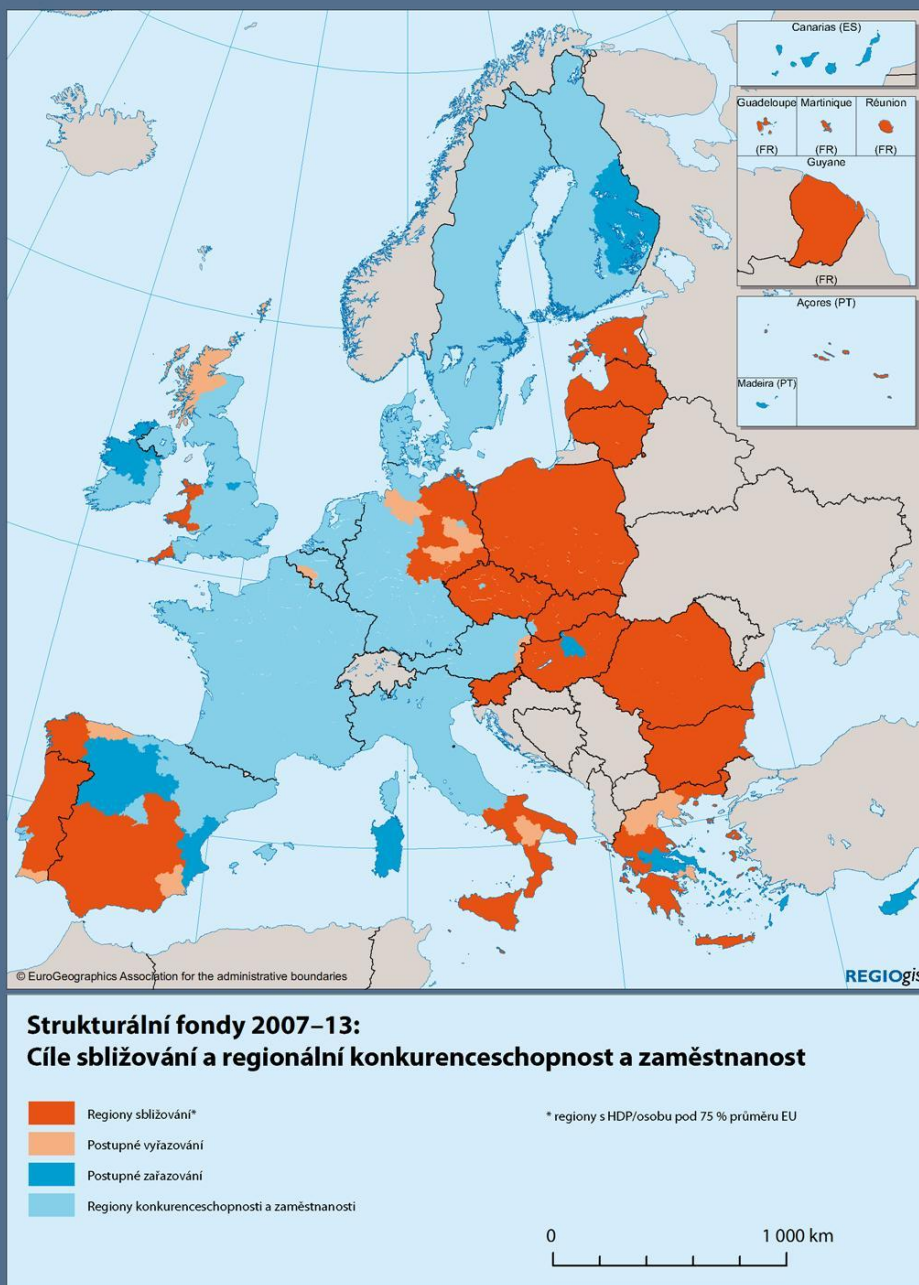 Canarias (ES)
Guadeloupe Martinique Réunion
(FR) (FR) (FR)
Guyane
(FR)
Açores (PT)
Madeira (PT)
© EuroGeographics Association for the administrative boundaries
REGIOgis
Strukturální fondy 2007–13:
Cíle sbližování a regionální konkurenceschopnost a zaměstnanost
Regiony sbližování*
* regiony s HDP/osobu pod 75 % průměru EU
Postupné vyřazování
Postupné zařazování
Regiony konkurenceschopnosti a zaměstnanosti
0 1 000 km